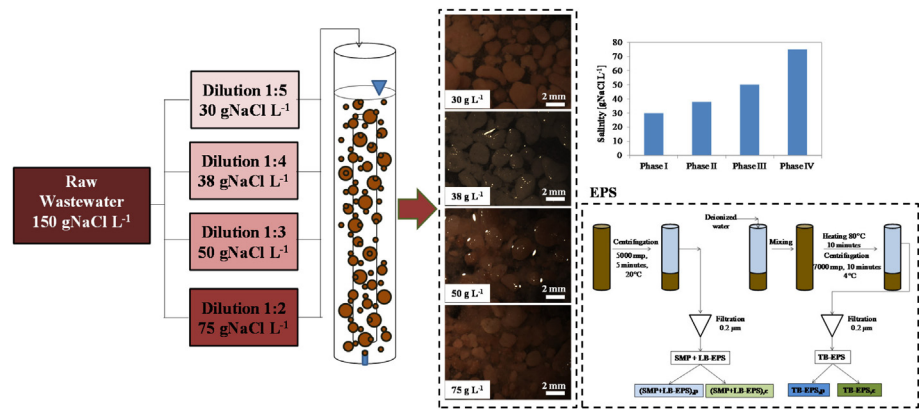 Raw
Wastewater
150 gNaCl L-1
Dilution 1:5
30 gNaCl L-1
Dilution 1:4
38 gNaCl L-1
Dilution 1:3
50 gNaCl L-1
Dilution 1:2
75 gNaCl L-1
30 g L-1
2 mm
38 g L-1
2 mm
50 g L-1
2 mm
75 g L-1
2 mm
Salinity [gNaCl L-1]
80
70
60
50
40
30
20
10
0
Phase I
Phase II
Phase III
Phase IV
EPS
Centrifugation
5000 rmp,
5 minutes,
20°C
Deionized
water
Mixing
Heating 80°C
10 minutes
Centrifugation
7000 rmp, 10 minutes
4°C
Filtration
0.2 µm
Filtration
0.2 µm
SMP + LB-EPS
TB-EPS
(SMP+LB-EPS),p
(SMP+LB-EPS),c
TB-EPS,p
TB-EPS,c